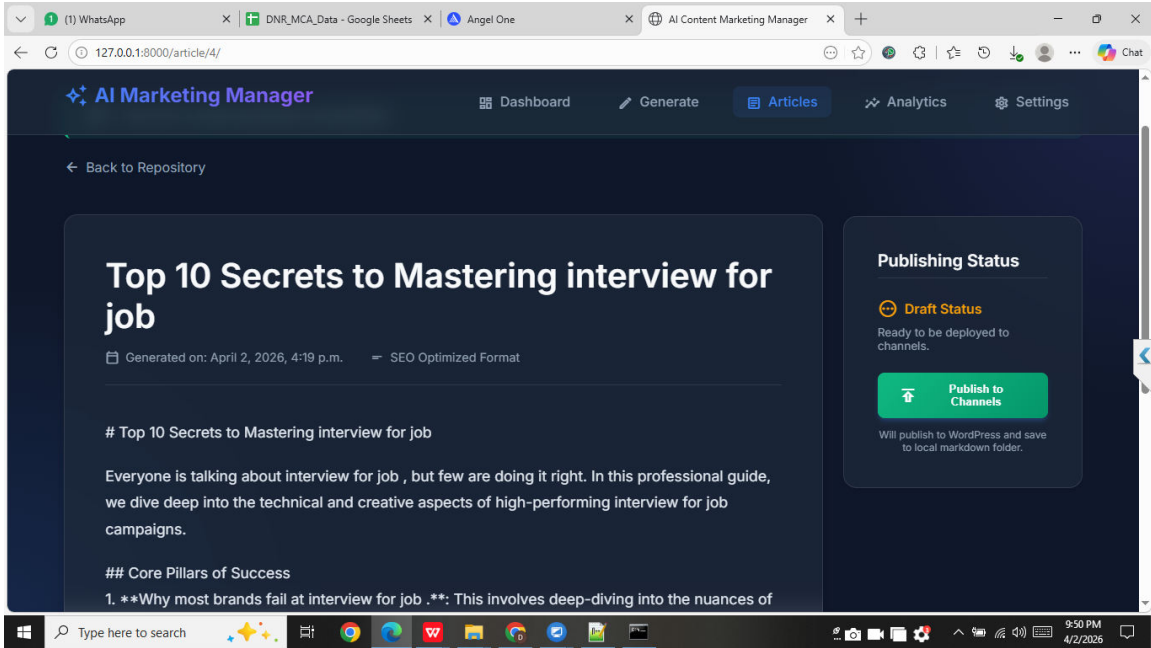 (1) WhatsApp
DNR_MCA_Data - Google Sheets
Angel One
AI Content Marketing Manager
127.0.0.1:8000/article/4/
Chat
AI Marketing Manager
Dashboard
Generate
Articles
Analytics
Settings
Back to Repository
Top 10 Secrets to Mastering interview for
job
Generated on: April 2, 2026, 4:19 p.m.
SEO Optimized Format
# Top 10 Secrets to Mastering interview for job
Everyone is talking about interview for job , but few are doing it right. In this professional guide,
we dive deep into the technical and creative aspects of high-performing interview for job
campaigns.
## Core Pillars of Success
1. **Why most brands fail at interview for job .**: This involves deep-diving into the nuances of
Publishing Status
Draft Status
Ready to be deployed to
channels.
Publish to
Channels
Will publish to WordPress and save
to local markdown folder.
Type here to search
9:50 PM
4/2/2026